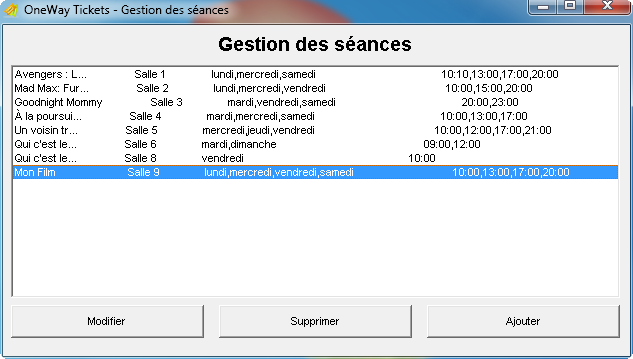 OneWay Tickets - Gestion des séances
Gestion des séances
Avengers : L... Salle 1 lundi,mercredi,samedi 10:10,13:00,17:00,20:00
Mad Max: Fur... Salle 2 lundi,mercredi,vendredi 10:00,15:00,20:00
Goodnight Mommy Salle 3 mardi,vendredi,samedi 20:00,23:00
À la poursui... Salle 4 mardi,mercredi,samedi 10:00,13:00,17:00
Un voisin tr... Salle 5 mercredi,jeudi,vendredi 10:00,12:00,17:00,21:00
Qui c'est le... Salle 6 mardi,dimanche 09:00,12:00
Qui c'est le... Salle 8 vendredi 10:00
Mon Film Salle 9 lundi,mercredi,vendredi,samedi 10:00,13:00,17:00,20:00
Modifier Supprimer Ajouter